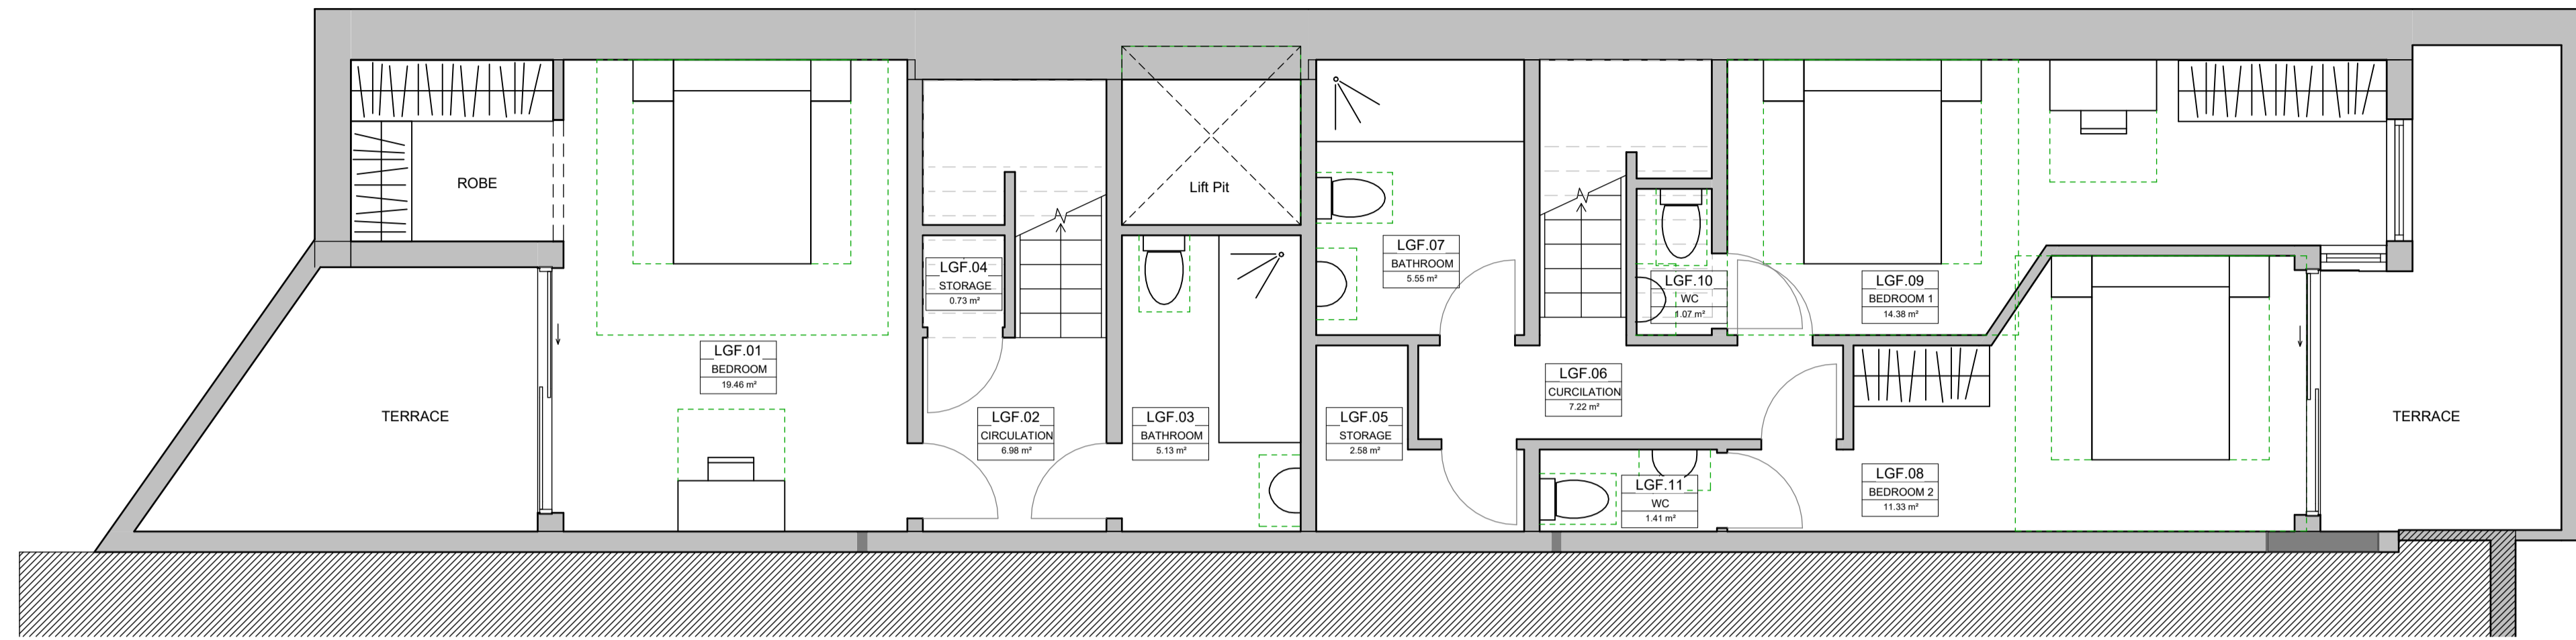 ROBE
TERRACE
LGF.01
BEDROOM
19.46 m²
LGF.04
STORAGE
0.73 m²
LGF.02
CIRCULATION
6.98 m²
Lift Pit
LGF.03
BATHROOM
5.13 m²
LGF.07
BATHROOM
5.55 m²
LGF.05
STORAGE
2.58 m²
LGF.06
CURCILATION
7.22 m²
LGF.10
WC
1.07 m²
LGF.11
WC
1.41 m²
LGF.09
BEDROOM 1
14.38 m²
LGF.08
BEDROOM 2
11.33 m²
TERRACE